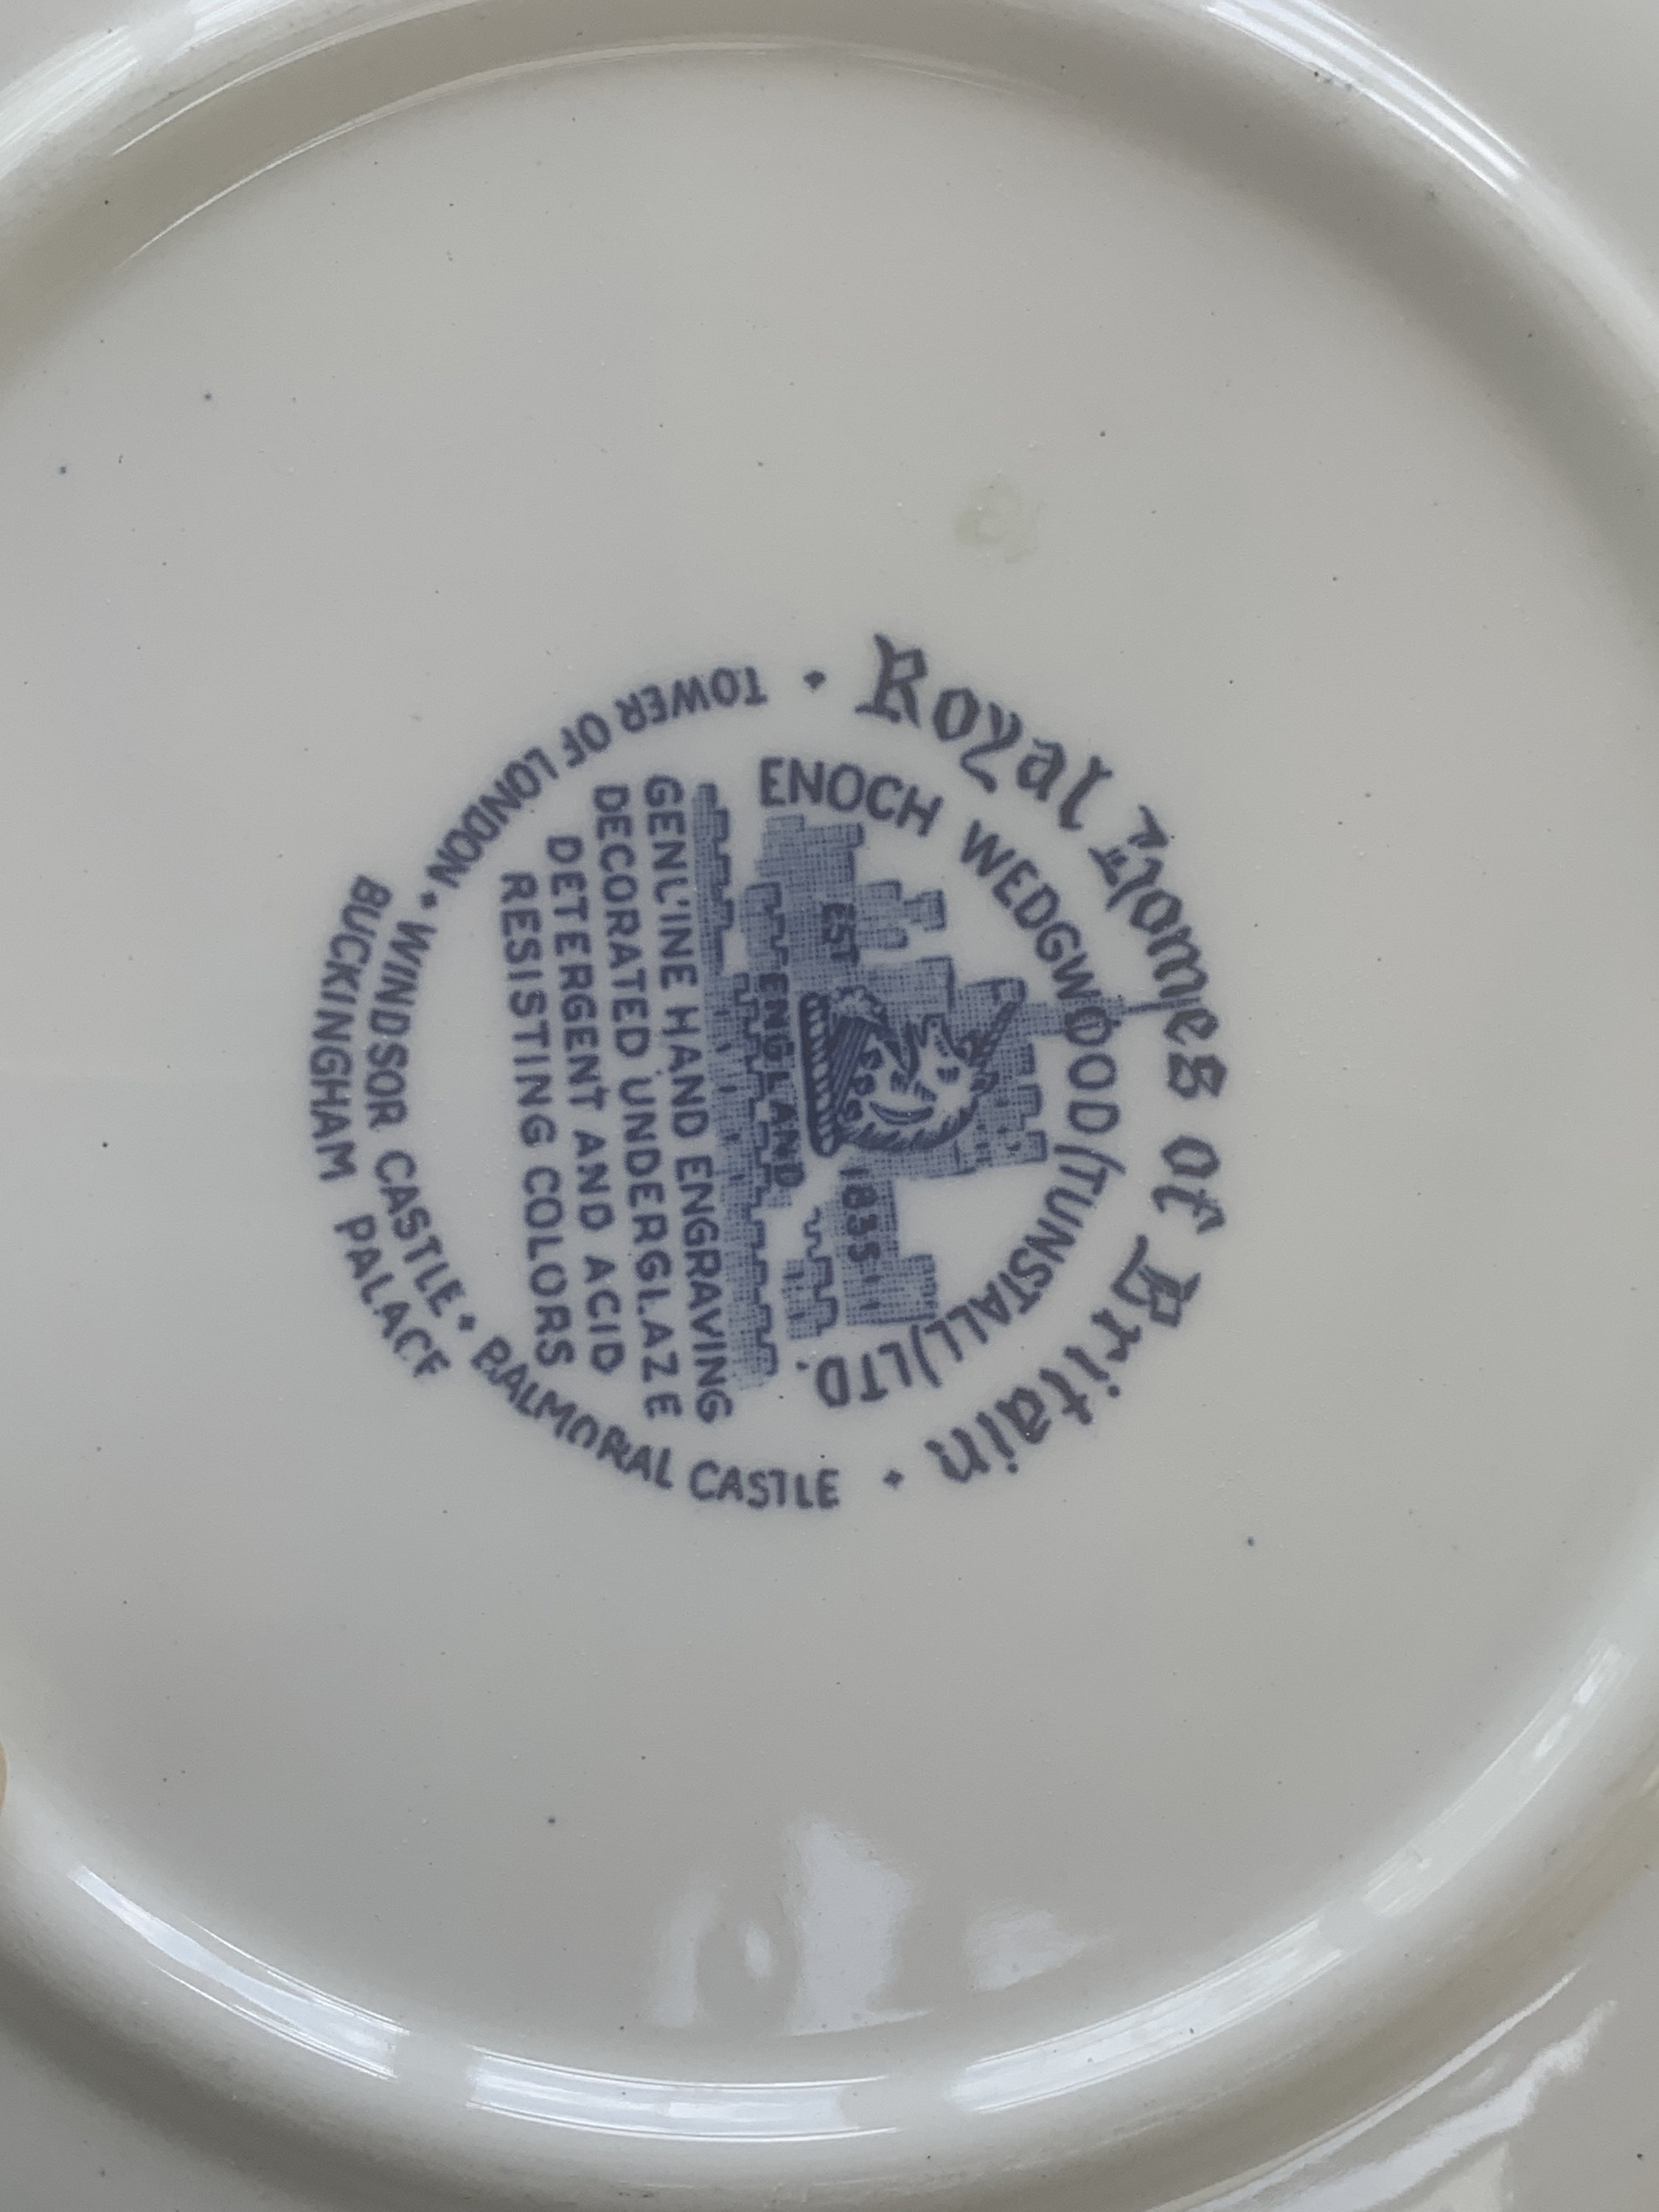 Royal Homes of Britain
ENOCH WEDGWOOD (TUNSTALL) LTD.
EST 1835
ENGLAND
GENUINE HAND ENGRAVING
DECORATED UNDERGLAZE
DETERGENT AND ACID
RESISTING COLORS
TOWER OF LONDON • WINDSOR CASTLE • BALMORAL CASTLE
BUCKINGHAM PALACE